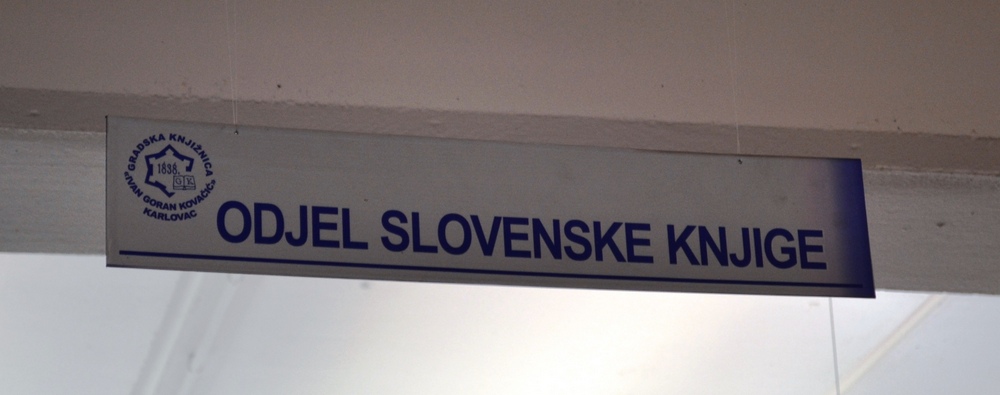 GRADSKA KNJIŽNICA
1838.
G K
«IVAN GORAN KOVAČIĆ»
KARLOVAC
ODJEL SLOVENSKE KNJIGE